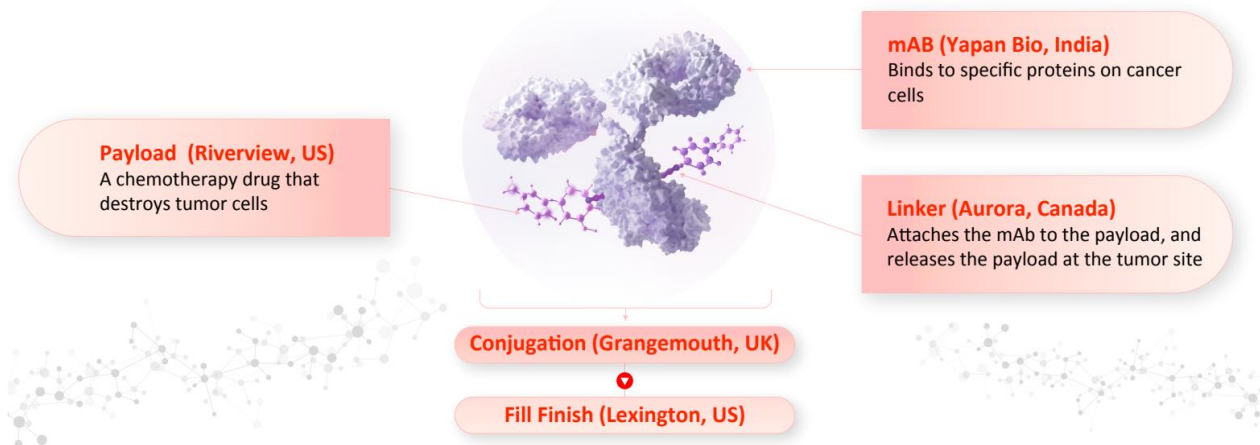 mAB (Yapan Bio, India)
Binds to specific proteins on cancer
cells
Payload (Riverview, US)
A chemotherapy drug that
destroys tumor cells
Linker (Aurora, Canada)
Attaches the mAb to the payload, and
releases the payload at the tumor site
Conjugation (Grangemouth, UK)
Fill Finish (Lexington, US)